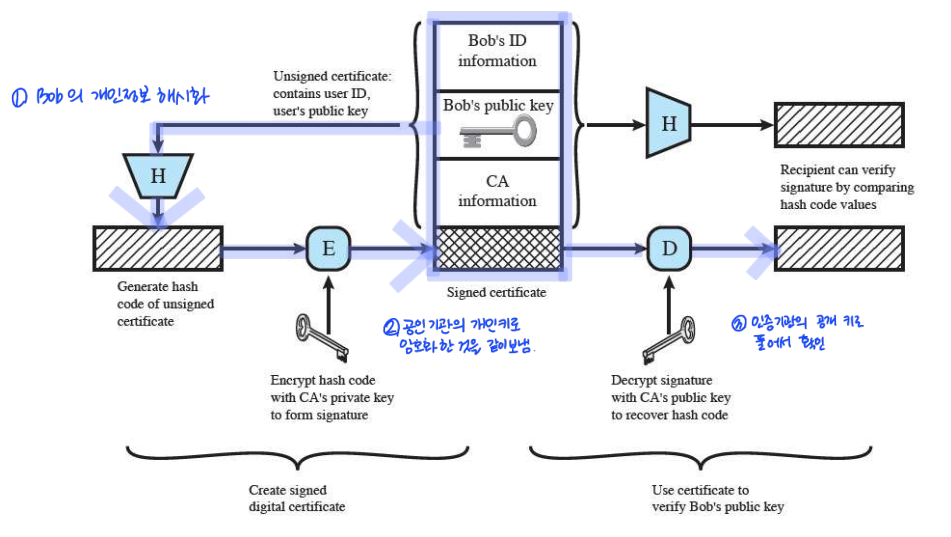 Bob's ID
information
Unsigned certificate:
contains user ID,
user's public key
① Bob의 개인정보 해시화
Bob's public key
H
H
CA
information
Recipient can verify
signature by comparing
hash code values
E
D
Generate hash
code of unsigned
certificate
Signed certificate
② 공인기관의 개인키로
암호화한 것을 같이보냄.
③ 인증기관의 공개 키로
풀어서 확인
Encrypt hash code
with CA's private key
to form signature
Decrypt signature
with CA's public key
to recover hash code
Create signed
digital certificate
Use certificate to
verify Bob's public key